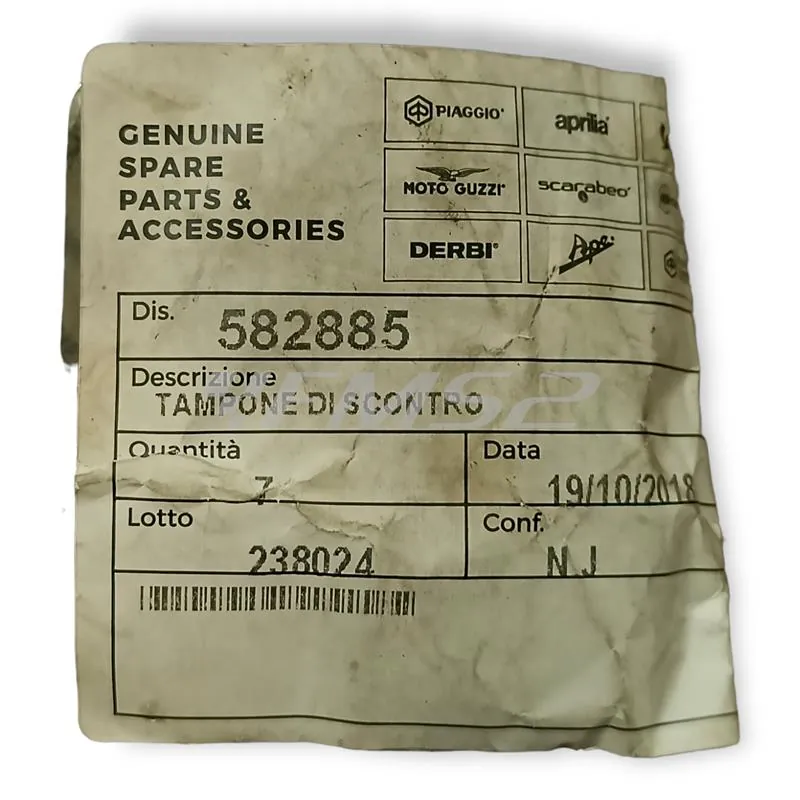 GENUINE
SPARE
PARTS &
ACCESSORIES
PIAGGIO®
aprilia®
MOTO GUZZI®
scarabeo®
DERBI®
Ape®
Dis. 582885
Descrizione
TAMPONE DI SCONTRO
Quantità
7
Data
19/10/2018
Lotto
238024
Conf.
N J